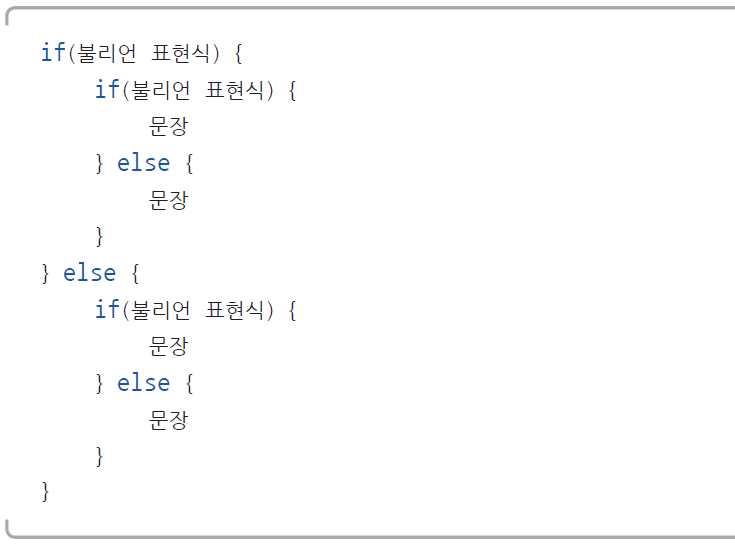 if(불리언 표현식) {
    if(불리언 표현식) {
        문장
    } else {
        문장
    }
} else {
    if(불리언 표현식) {
        문장
    } else {
        문장
    }
}